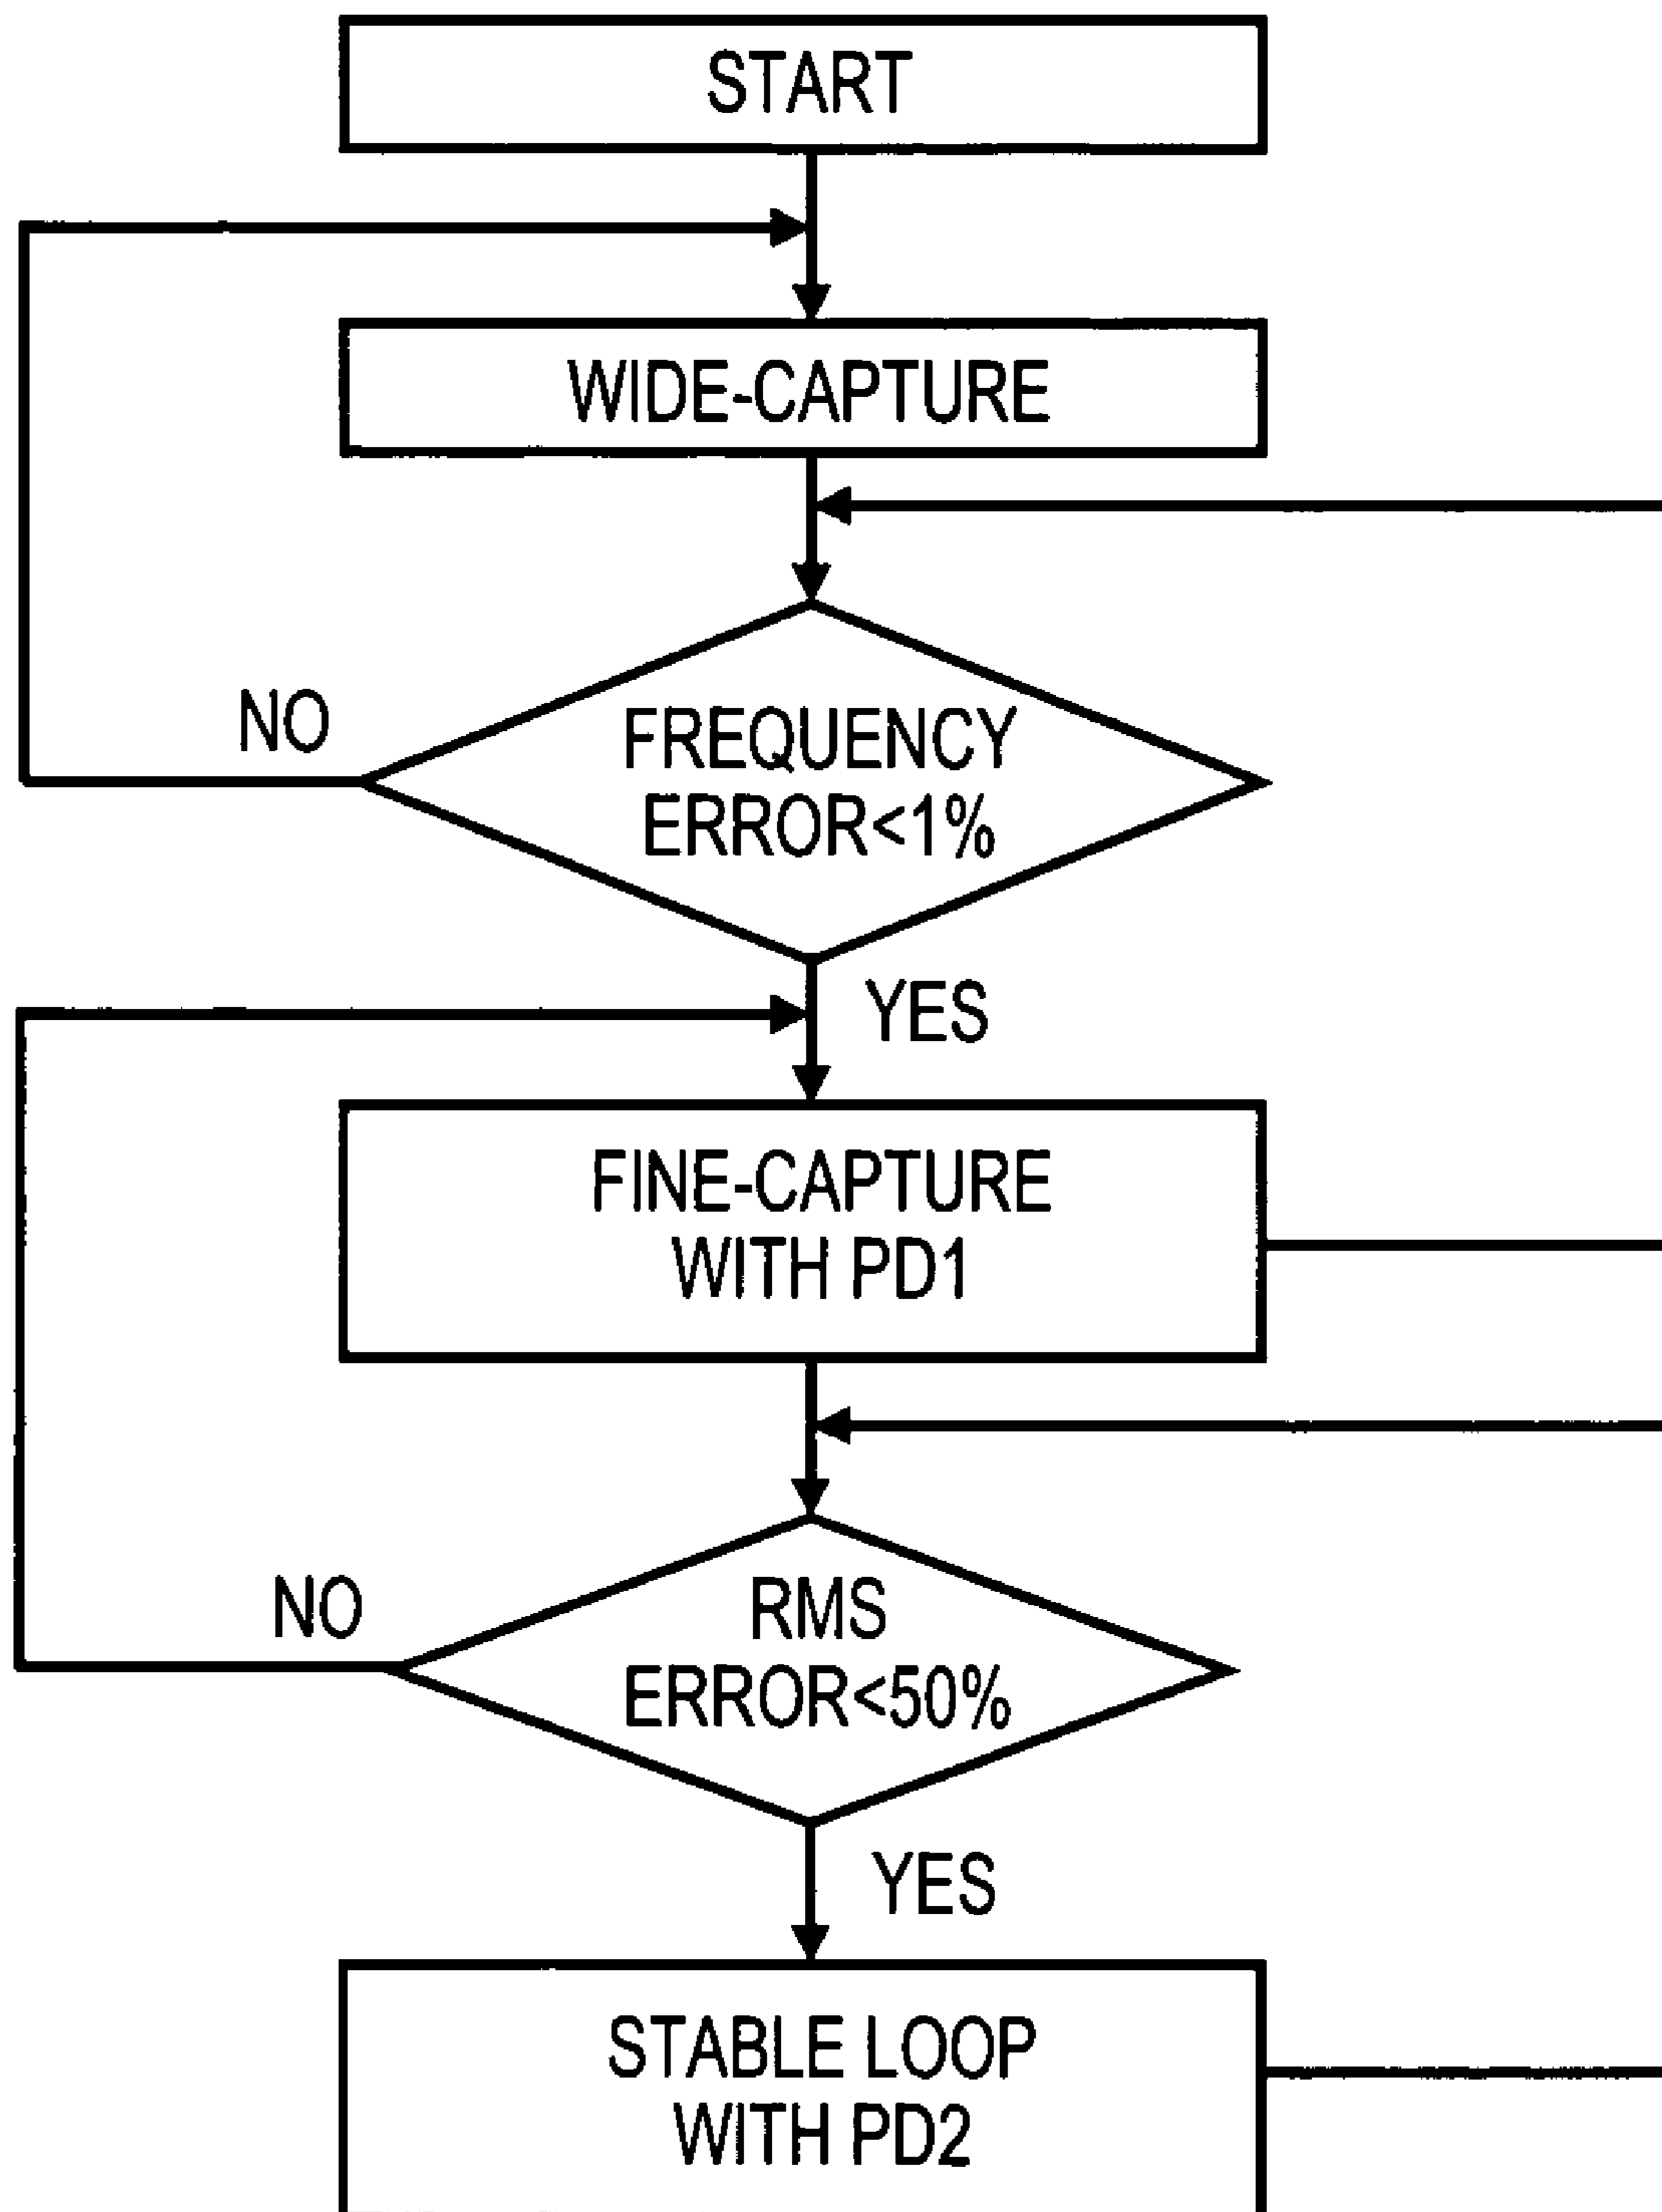 START
WIDE-CAPTURE
NO
FREQUENCY
ERROR<1%
YES
FINE-CAPTURE
WITH PD1
NO
RMS
ERROR<50%
YES
STABLE LOOP
WITH PD2